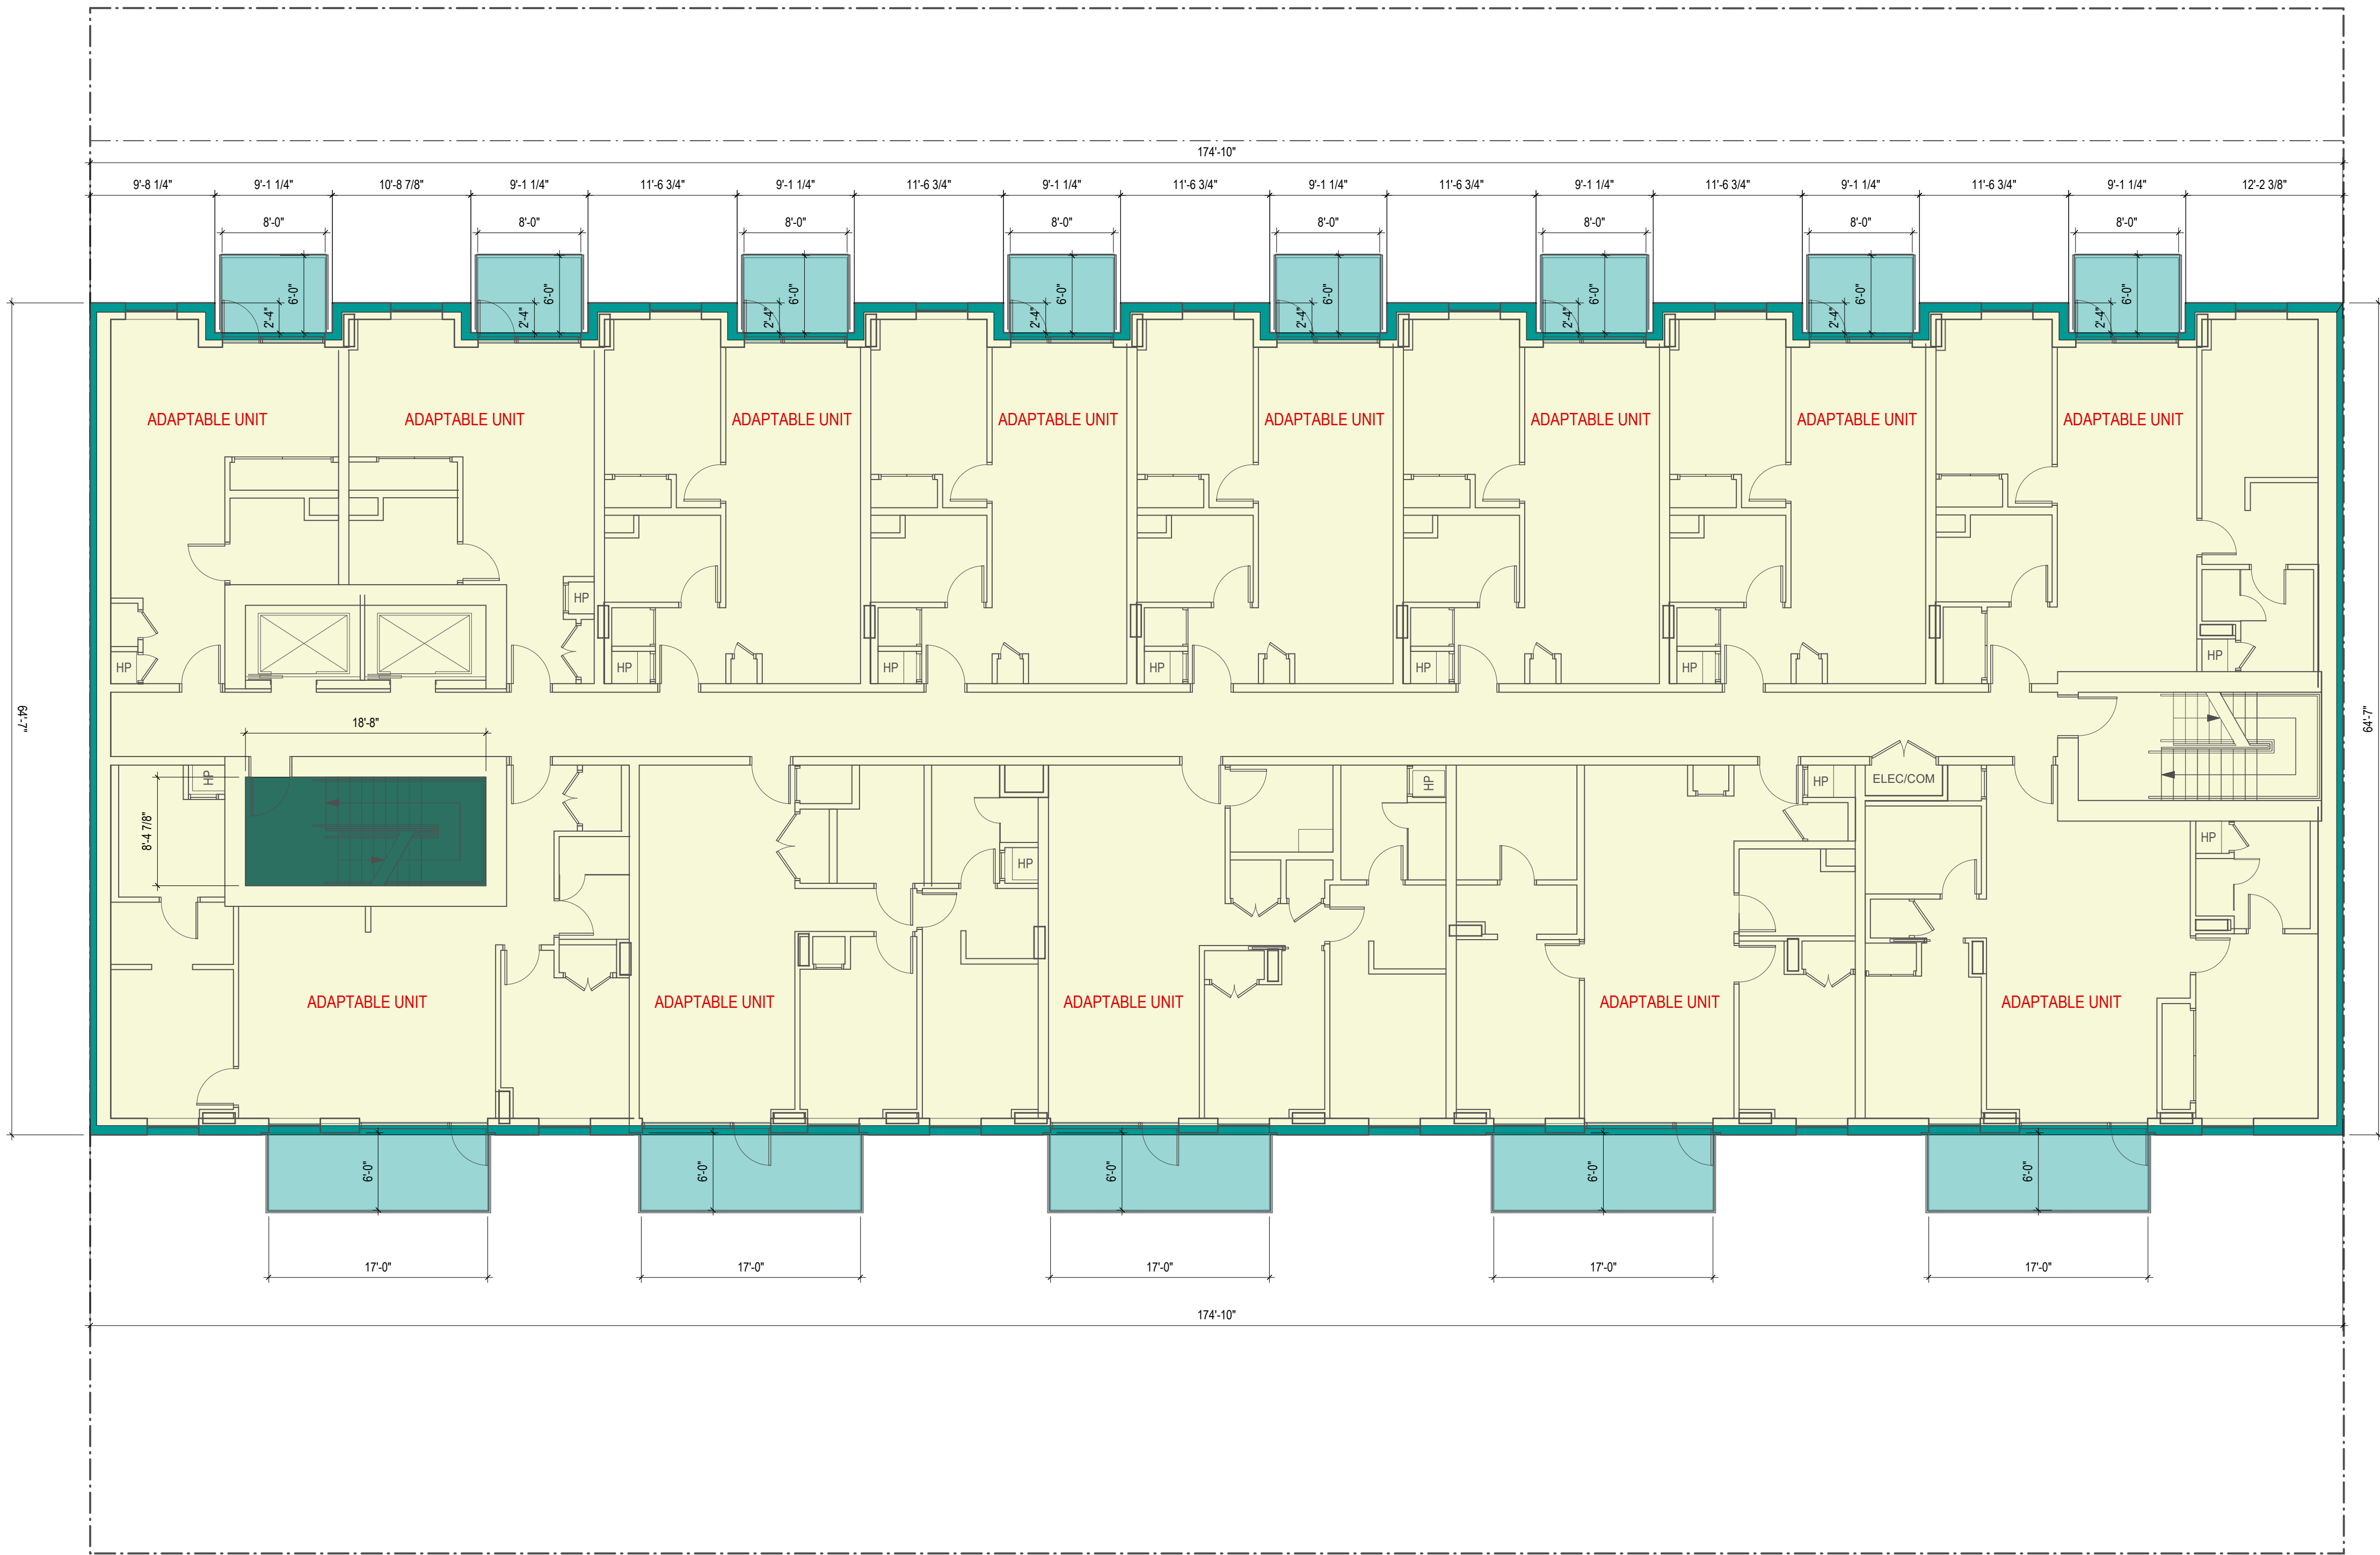 174'-10"
9'-8 1/4" 9'-1 1/4" 10'-8 7/8" 9'-1 1/4" 11'-6 3/4" 9'-1 1/4" 11'-6 3/4" 9'-1 1/4" 11'-6 3/4" 9'-1 1/4" 11'-6 3/4" 9'-1 1/4" 11'-6 3/4" 9'-1 1/4" 11'-6 3/4" 9'-1 1/4" 12'-2 3/8"
8'-0" 8'-0" 8'-0" 8'-0" 8'-0" 8'-0" 8'-0" 8'-0"
6'-0" 6'-0" 6'-0" 6'-0" 6'-0" 6'-0" 6'-0" 6'-0"
2'-4" 2'-4" 2'-4" 2'-4" 2'-4" 2'-4" 2'-4" 2'-4"
ADAPTABLE UNIT ADAPTABLE UNIT ADAPTABLE UNIT ADAPTABLE UNIT ADAPTABLE UNIT ADAPTABLE UNIT ADAPTABLE UNIT ADAPTABLE UNIT
HP
HP HP HP HP HP HP HP
64'-7" 18'-8" 64'-7"
HP HP HP ELEC/COM
8'-4 7/8" HP
HP
ADAPTABLE UNIT ADAPTABLE UNIT ADAPTABLE UNIT ADAPTABLE UNIT ADAPTABLE UNIT
6'-0" 6'-0" 6'-0" 6'-0" 6'-0"
17'-0" 17'-0" 17'-0" 17'-0" 17'-0"
174'-10"